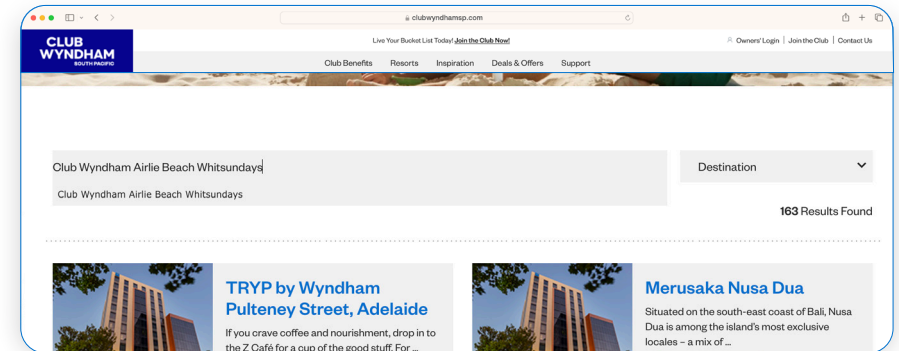 clubwyndhamsp.com
CLUB
WYNDHAM
SOUTH PACIFIC
Live Your Bucket List Today! Join the Club Now!
Owners' Login | Join the Club | Contact Us
Club Benefits Resorts Inspiration Deals & Offers Support
Club Wyndham Airlie Beach Whitsundays
Destination
Club Wyndham Airlie Beach Whitsundays
163 Results Found
TRYP by Wyndham
Pulteney Street, Adelaide
If you crave coffee and nourishment, drop in to
the Z Café for a cup of the good stuff. For ...
Merusaka Nusa Dua
Situated on the south-east coast of Bali, Nusa
Dua is among the island's most exclusive
locales – a mix of ...